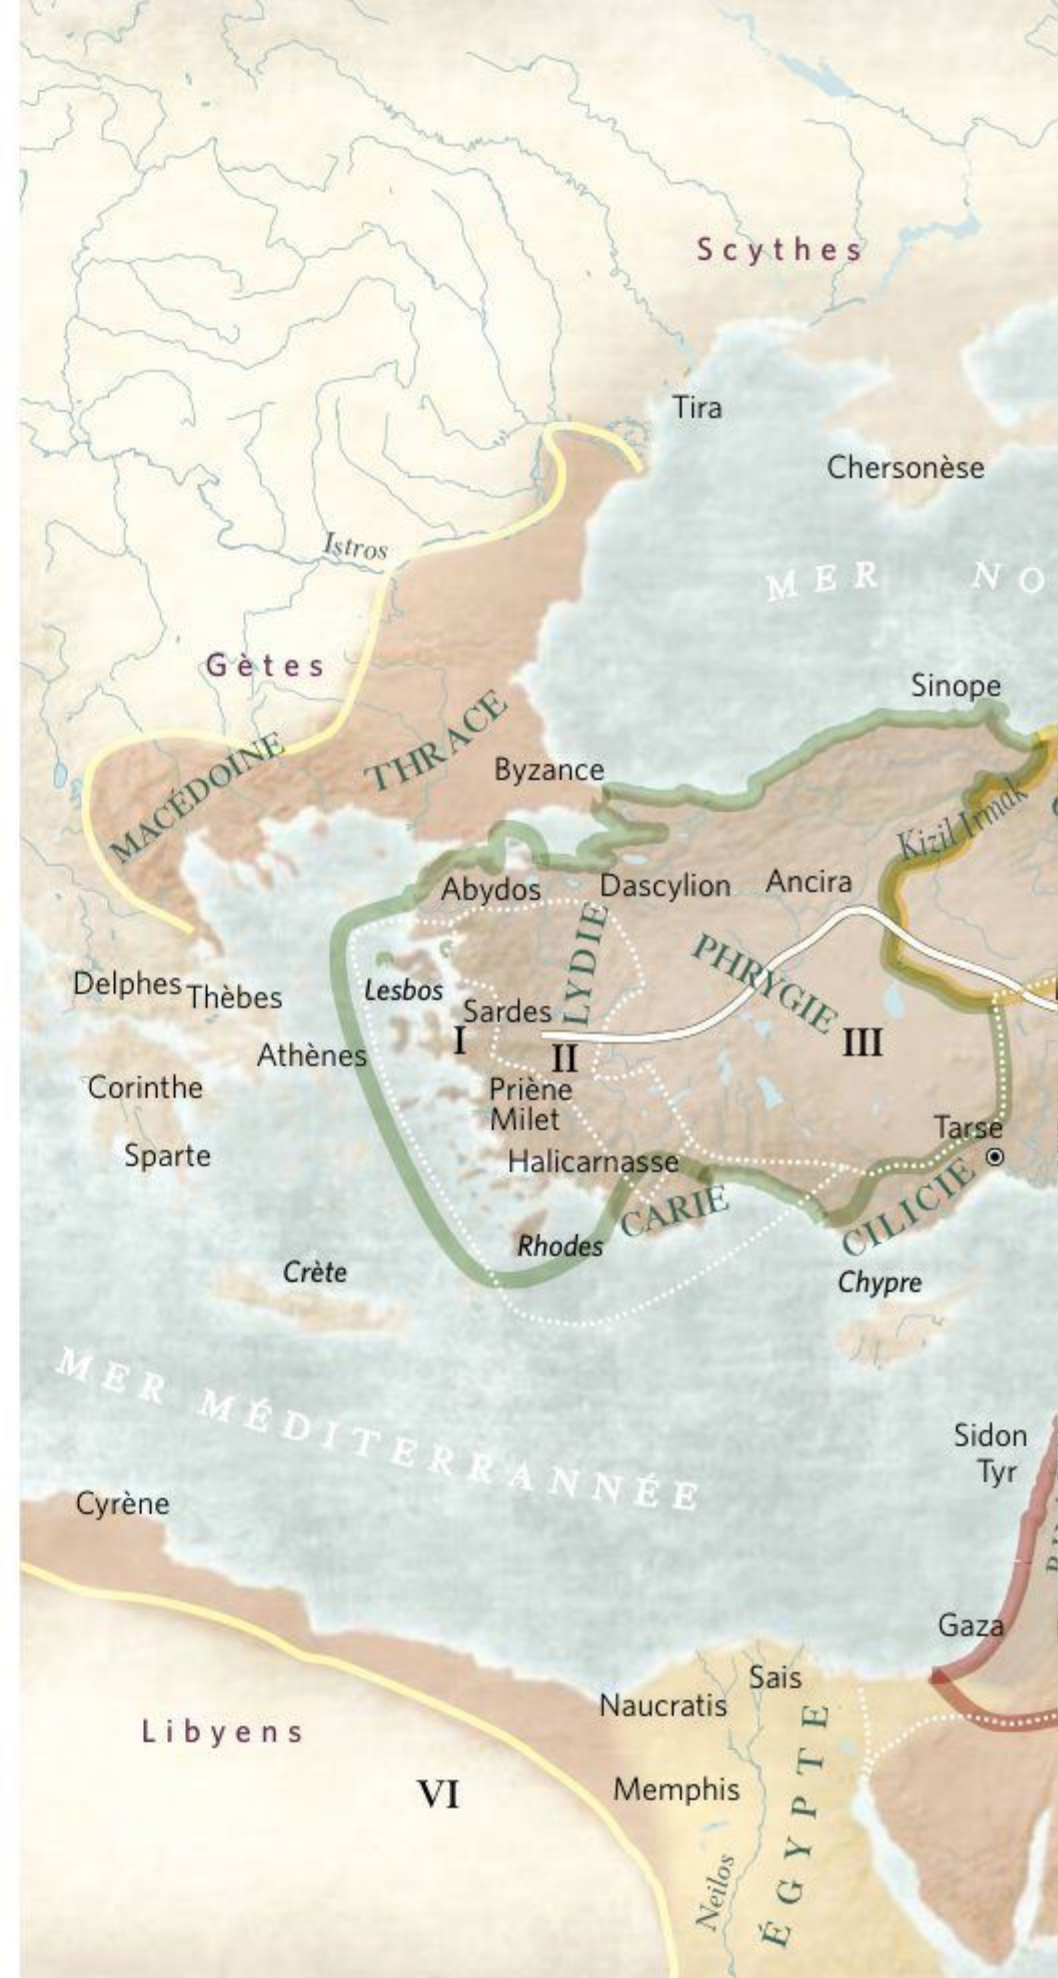 Scythes
Tira
Chersonèse
MER NO
Istros
Gètes
Sinope
MACÉDOINE
THRACE
Byzance
Kizil Irmak
Abydos
Dascylion
Ancira
LYDIE
PHRYGIE
Delphes
Thèbes
Lesbos
Sardes
I
II
III
Athènes
Corinthe
Priène
Milet
Sparte
Tarse
Halicarnasse
CARIE
CILICIE
Rhodes
Crète
Chypre
MER MÉDITERRANNÉE
Sidon
Tyr
Cyrène
Gaza
Sais
Naucratis
Libyens
VI
Memphis
ÉGYPTE
Neilos